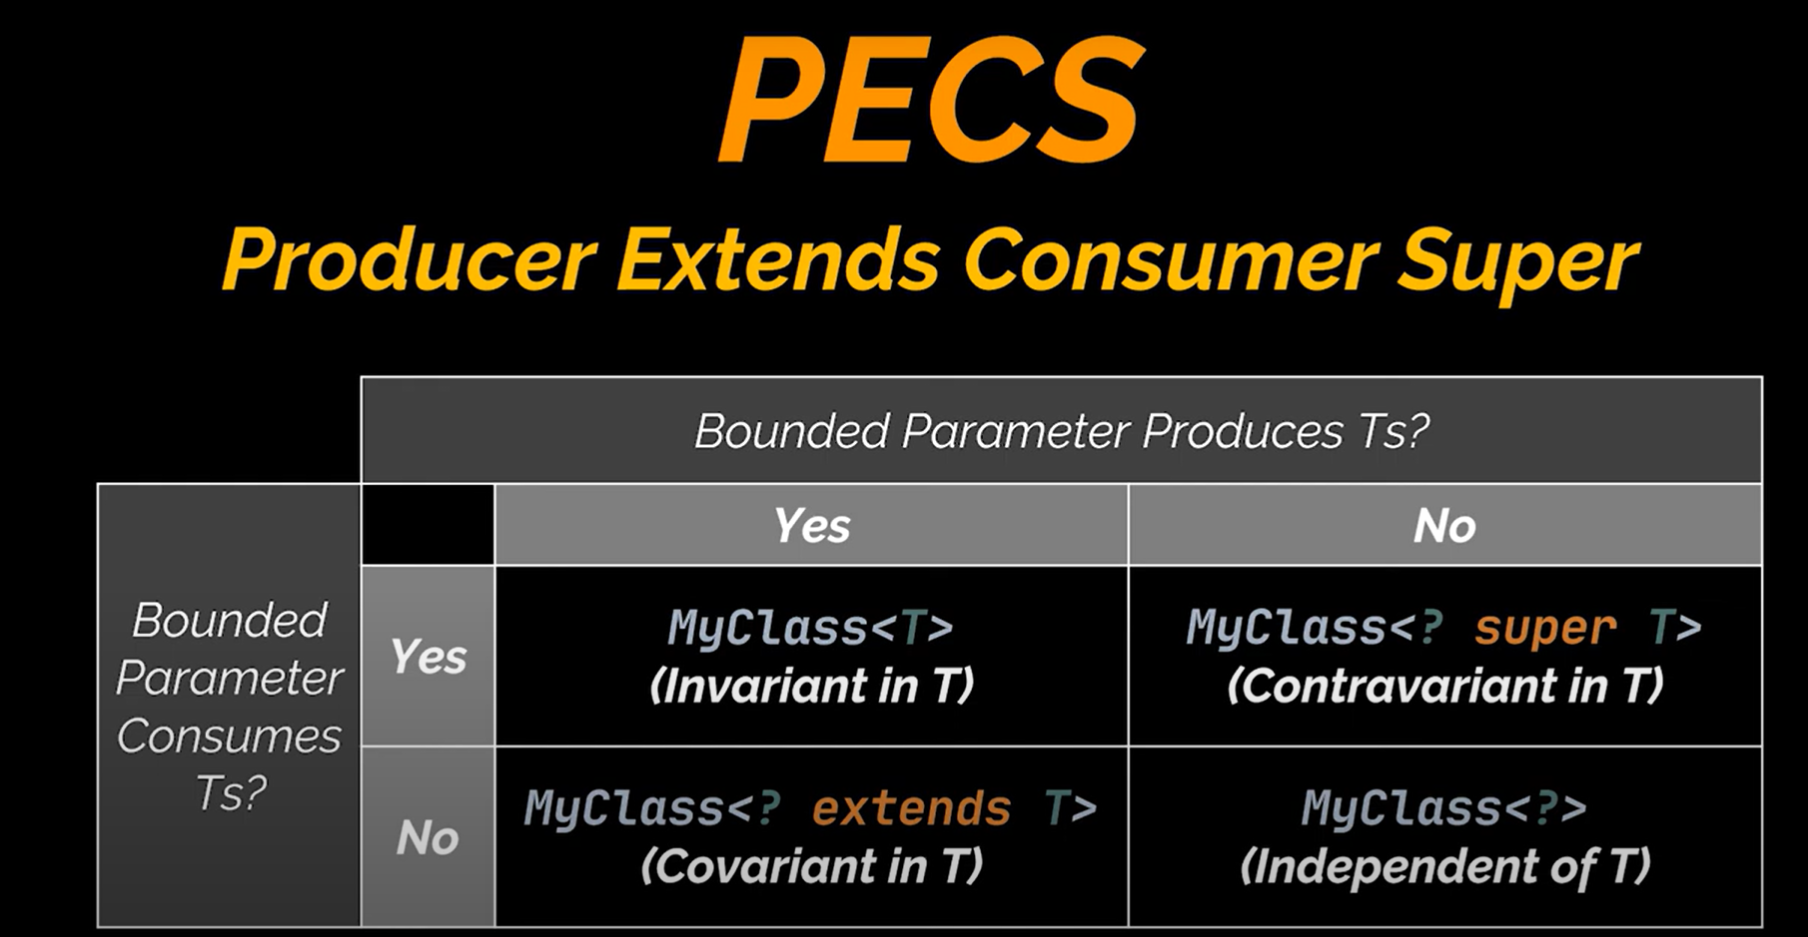 PECS
Producer Extends Consumer Super
Bounded Parameter Produces Ts?
Yes
No
Bounded
Parameter
Consumes
Ts?
Yes
MyClass<T>
(Invariant in T)
MyClass<? super T>
(Contravariant in T)
No
MyClass<? extends T>
(Covariant in T)
MyClass<?>
(Independent of T)